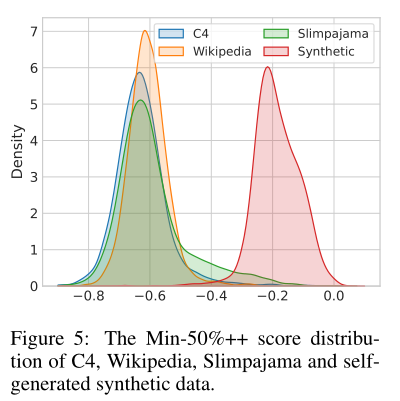 C4
Wikipedia
Slimpajama
Synthetic
Density
7
6
5
4
3
2
1
0
−0.8
−0.6
−0.4
−0.2
0.0
Figure 5: The Min-50%++ score distribu-
tion of C4, Wikipedia, Slimpajama and self-
generated synthetic data.